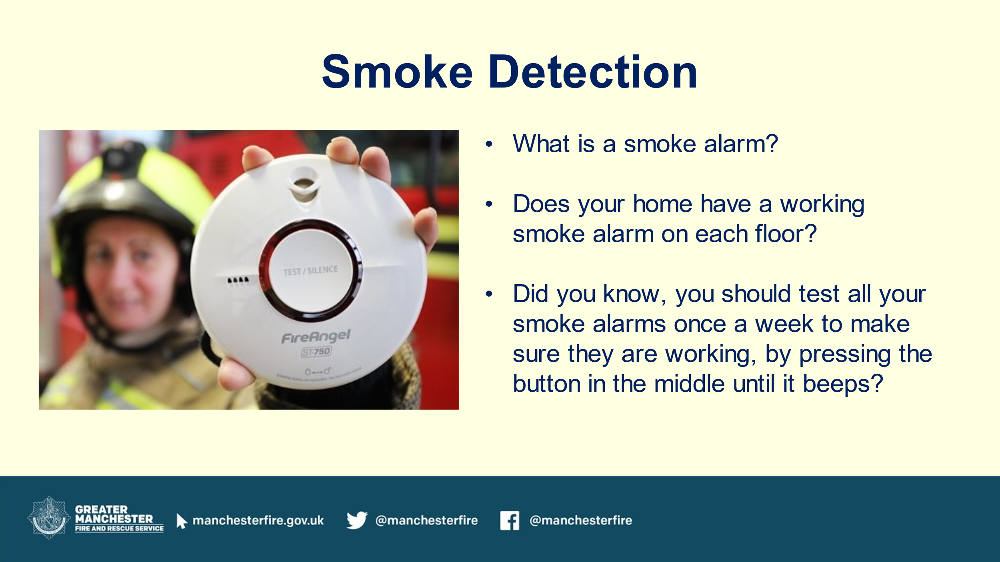 Smoke Detection
• What is a smoke alarm?
• Does your home have a working
smoke alarm on each floor?
• Did you know, you should test all your
smoke alarms once a week to make
sure they are working, by pressing the
button in the middle until it beeps?
TEST / SILENCE
FireAngel
ST-750
GREATER
MANCHESTER
FIRE AND RESCUE SERVICE
manchesterfire.gov.uk
@manchesterfire
@manchesterfire